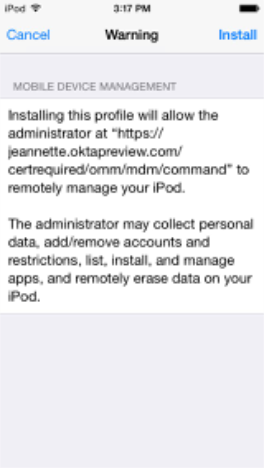 iPod 3:17 PM
Cancel Warning Install
MOBILE DEVICE MANAGEMENT
Installing this profile will allow the
administrator at “https://
jeannette.oktapreview.com/
certrequired/omm/mdm/command” to
remotely manage your iPod.
The administrator may collect personal
data, add/remove accounts and
restrictions, list, install, and manage
apps, and remotely erase data on your
iPod.